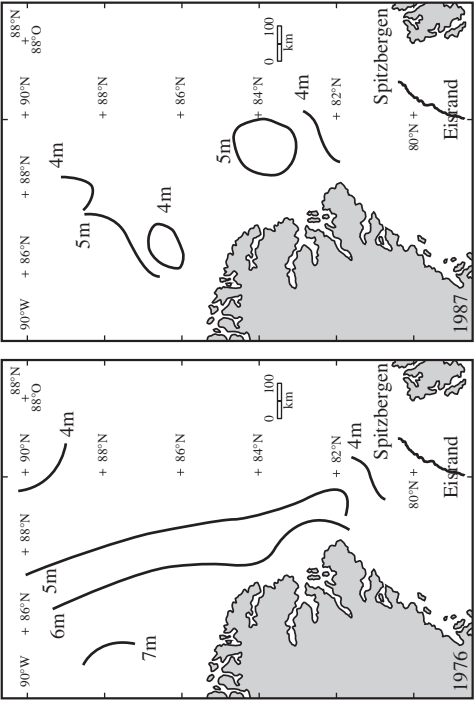 90°W + 86°N + 88°N + 90°N + 88°N
88°O
6m 5m
4m
7m
+ 88°N
+ 86°N
+ 84°N
0 100
km
+ 82°N
4m
Spitzbergen
80°N +
1976 Eisrand
90°W + 86°N + 88°N + 90°N + 88°N
88°O
4m
5m
+ 88°N
4m
+ 86°N
5m
+ 84°N
0 100
km
4m
+ 82°N
Spitzbergen
80°N +
1987 Eisrand